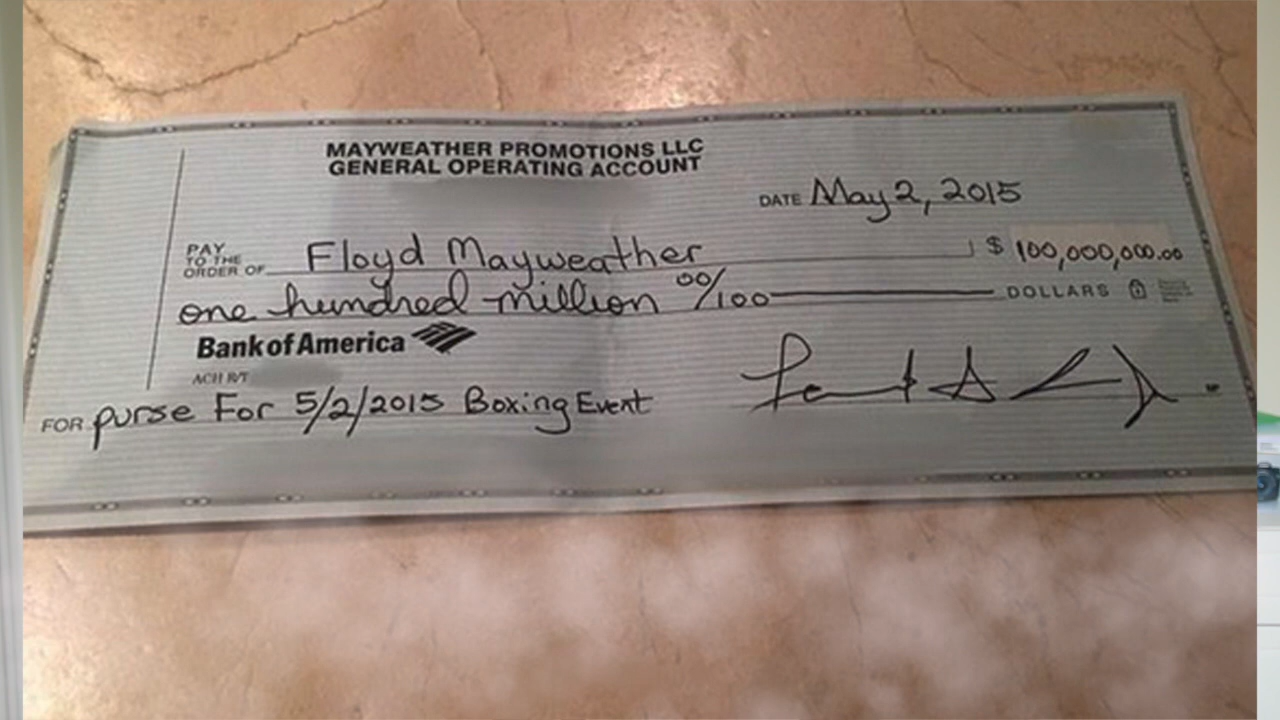 MAYWEATHER PROMOTIONS LLC
GENERAL OPERATING ACCOUNT
DATE May 2, 2015
PAY TO THE ORDER OF Floyd Mayweather $ 100,000,000.00
one hundred million 00/100 DOLLARS
Bank of America
ACH R/T
FOR purse For 5/2/2015 Boxing Event